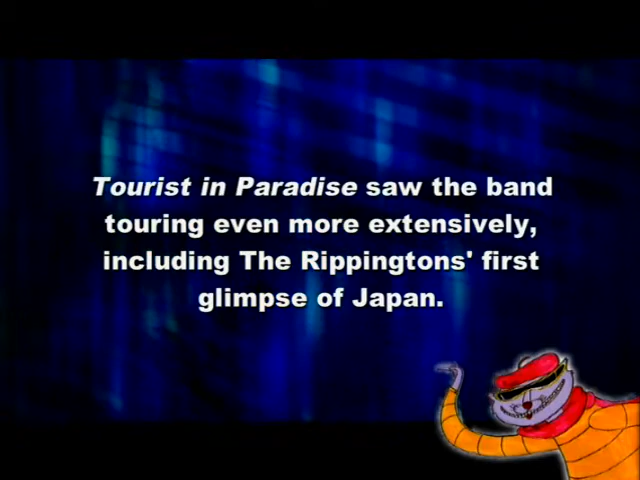 Tourist in Paradise saw the band
touring even more extensively,
including The Rippingtons' first
glimpse of Japan.